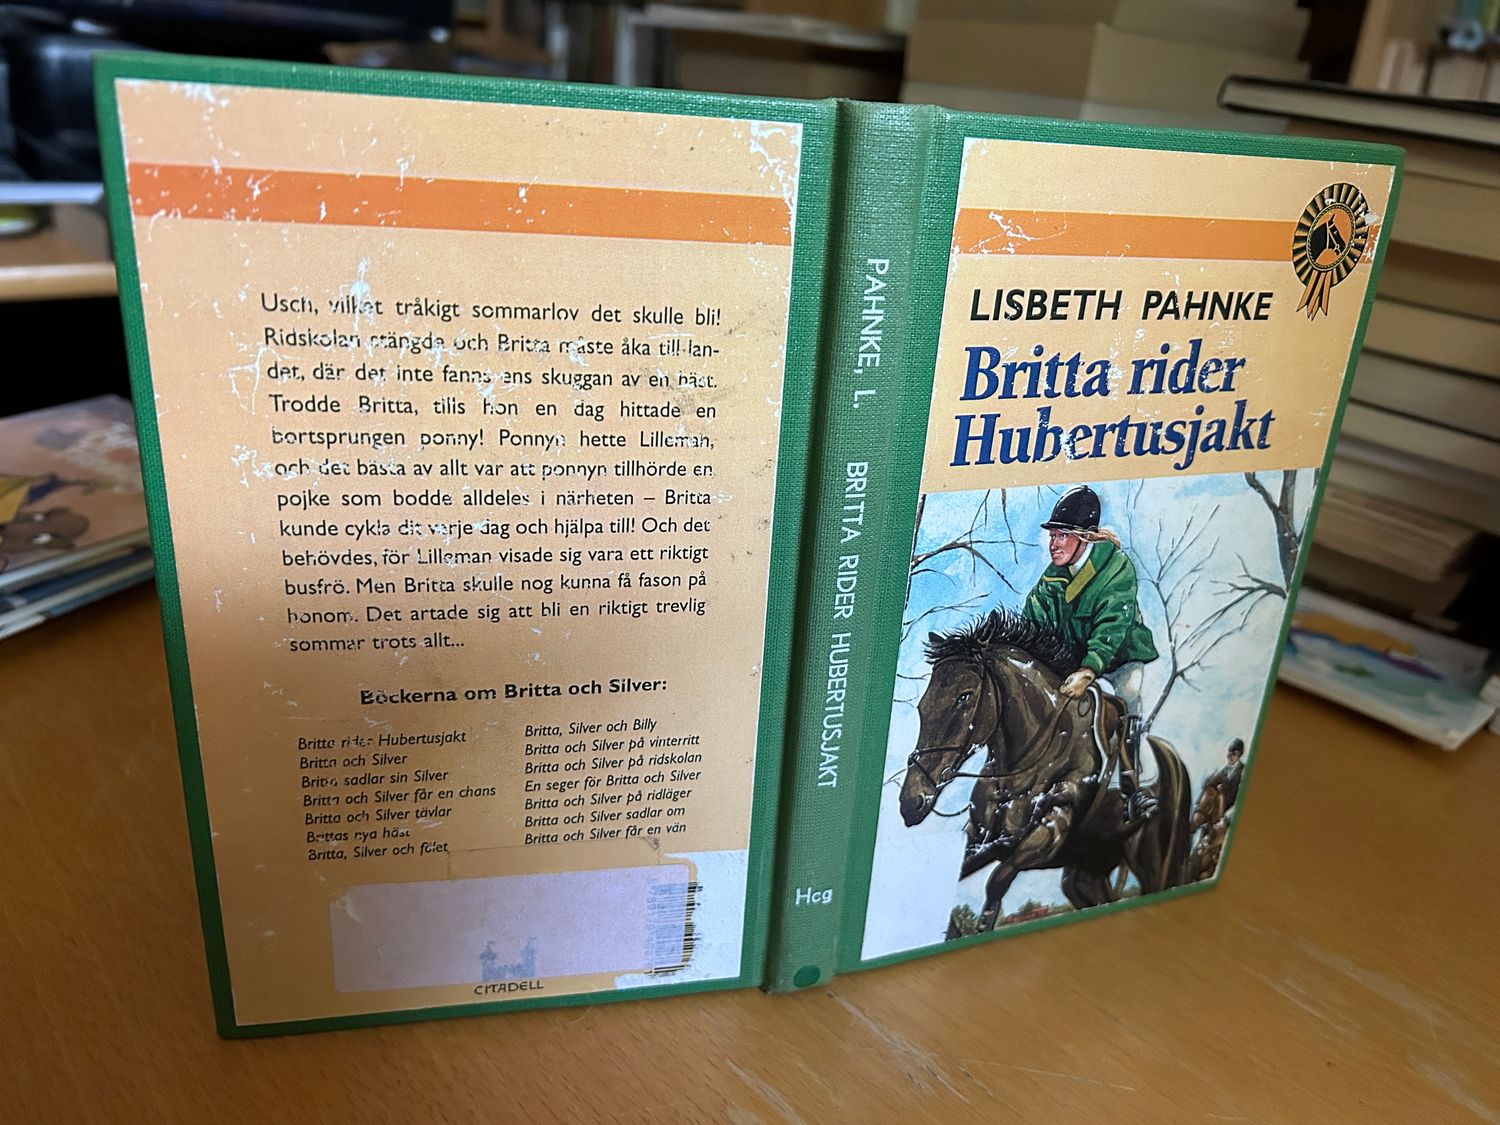 Usch, vilket tråkigt sommarlov det skulle bli!
Ridskolan stängde och Britta måste åka till lan-
det, där det inte fanns ens skuggan av en häst.
Trodde Britta, tills hon en dag hittade en
bortsprungen ponny! Ponnyn hette Lilleman,
och det bästa av allt var att ponnyn tillhörde en
pojke som bodde alldeles i närheten – Britta
kunde cykla dit varje dag och hjälpa till! Och det
behövdes, för Lilleman visade sig vara ett riktigt
busfrö. Men Britta skulle nog kunna få fason på
honom. Det artade sig att bli en riktigt trevlig
sommar trots allt...
Böckerna om Britta och Silver:
Britta rider Hubertusjakt
Britta och Silver
Britta sadlar sin Silver
Britta och Silver får en chans
Britta och Silver tävlar
Brittas nya häst
Britta, Silver och fölet
Britta, Silver och Billy
Britta och Silver på vinterritt
Britta och Silver på ridskolan
En seger för Britta och Silver
Britta och Silver på ridläger
Britta och Silver sadlar om
Britta och Silver får en vän
CITADELL
PAHNKE, L. BRITTA RIDER HUBERTUSJAKT
Hcg
LISBETH PAHNKE
Britta rider
Hubertusjakt